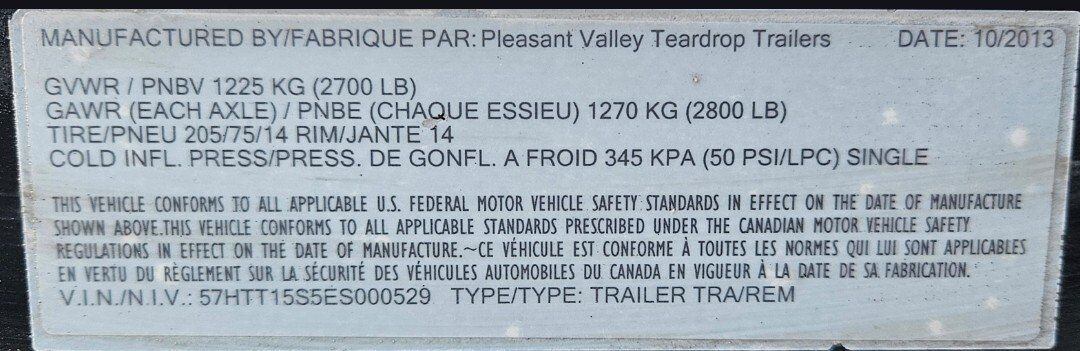 MANUFACTURED BY/FABRIQUE PAR: Pleasant Valley Teardrop Trailers DATE: 10/2013
GVWR / PNBV 1225 KG (2700 LB)
GAWR (EACH AXLE) / PNBE (CHAQUE ESSIEU) 1270 KG (2800 LB)
TIRE/PNEU 205/75/14 RIM/JANTE 14
COLD INFL. PRESS/PRESS. DE GONFL. A FROID 345 KPA (50 PSI/LPC) SINGLE
THIS VEHICLE CONFORMS TO ALL APPLICABLE U.S. FEDERAL MOTOR VEHICLE SAFETY STANDARDS IN EFFECT ON THE DATE OF MANUFACTURE
SHOWN ABOVE.THIS VEHICLE CONFORMS TO ALL APPLICABLE STANDARDS PRESCRIBED UNDER THE CANADIAN MOTOR VEHICLE SAFETY
REGULATIONS IN EFFECT ON THE DATE OF MANUFACTURE.~CE VÉHICULE EST CONFORME À TOUTES LES NORMES QUI LUI SONT APPLICABLES
EN VERTU DU RÈGLEMENT SUR LA SÉCURITÉ DES VÉHICULES AUTOMOBILES DU CANADA EN VIGUEUR À LA DATE DE SA FABRICATION.
V.I.N./N.I.V.: 57HTT15S5ES000529 TYPE/TYPE: TRAILER TRA/REM